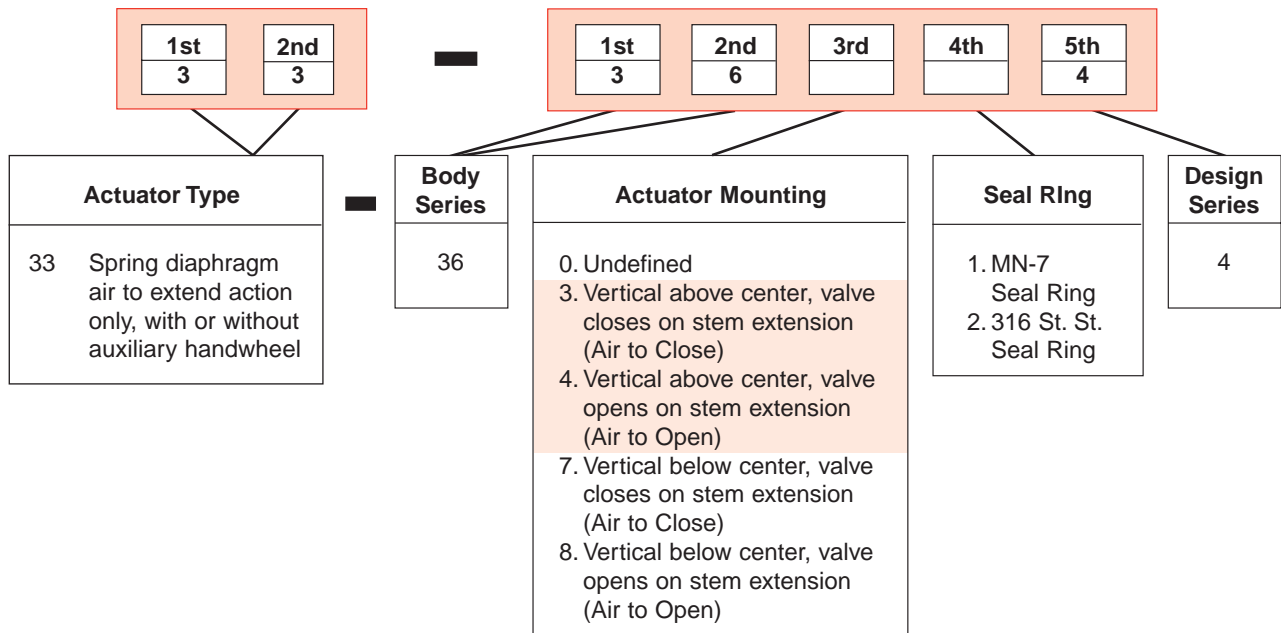 1st
3
2nd
3
1st
3
2nd
6
3rd
4th
5th
4
Actuator Type
33 Spring diaphragm
air to extend action
only, with or without
auxiliary handwheel
Body
Series
36
Actuator Mounting
0. Undefined
3. Vertical above center, valve
closes on stem extension
(Air to Close)
4. Vertical above center, valve
opens on stem extension
(Air to Open)
7. Vertical below center, valve
closes on stem extension
(Air to Close)
8. Vertical below center, valve
opens on stem extension
(Air to Open)
Seal RIng
1. MN-7
Seal Ring
2. 316 St. St.
Seal Ring
Design
Series
4